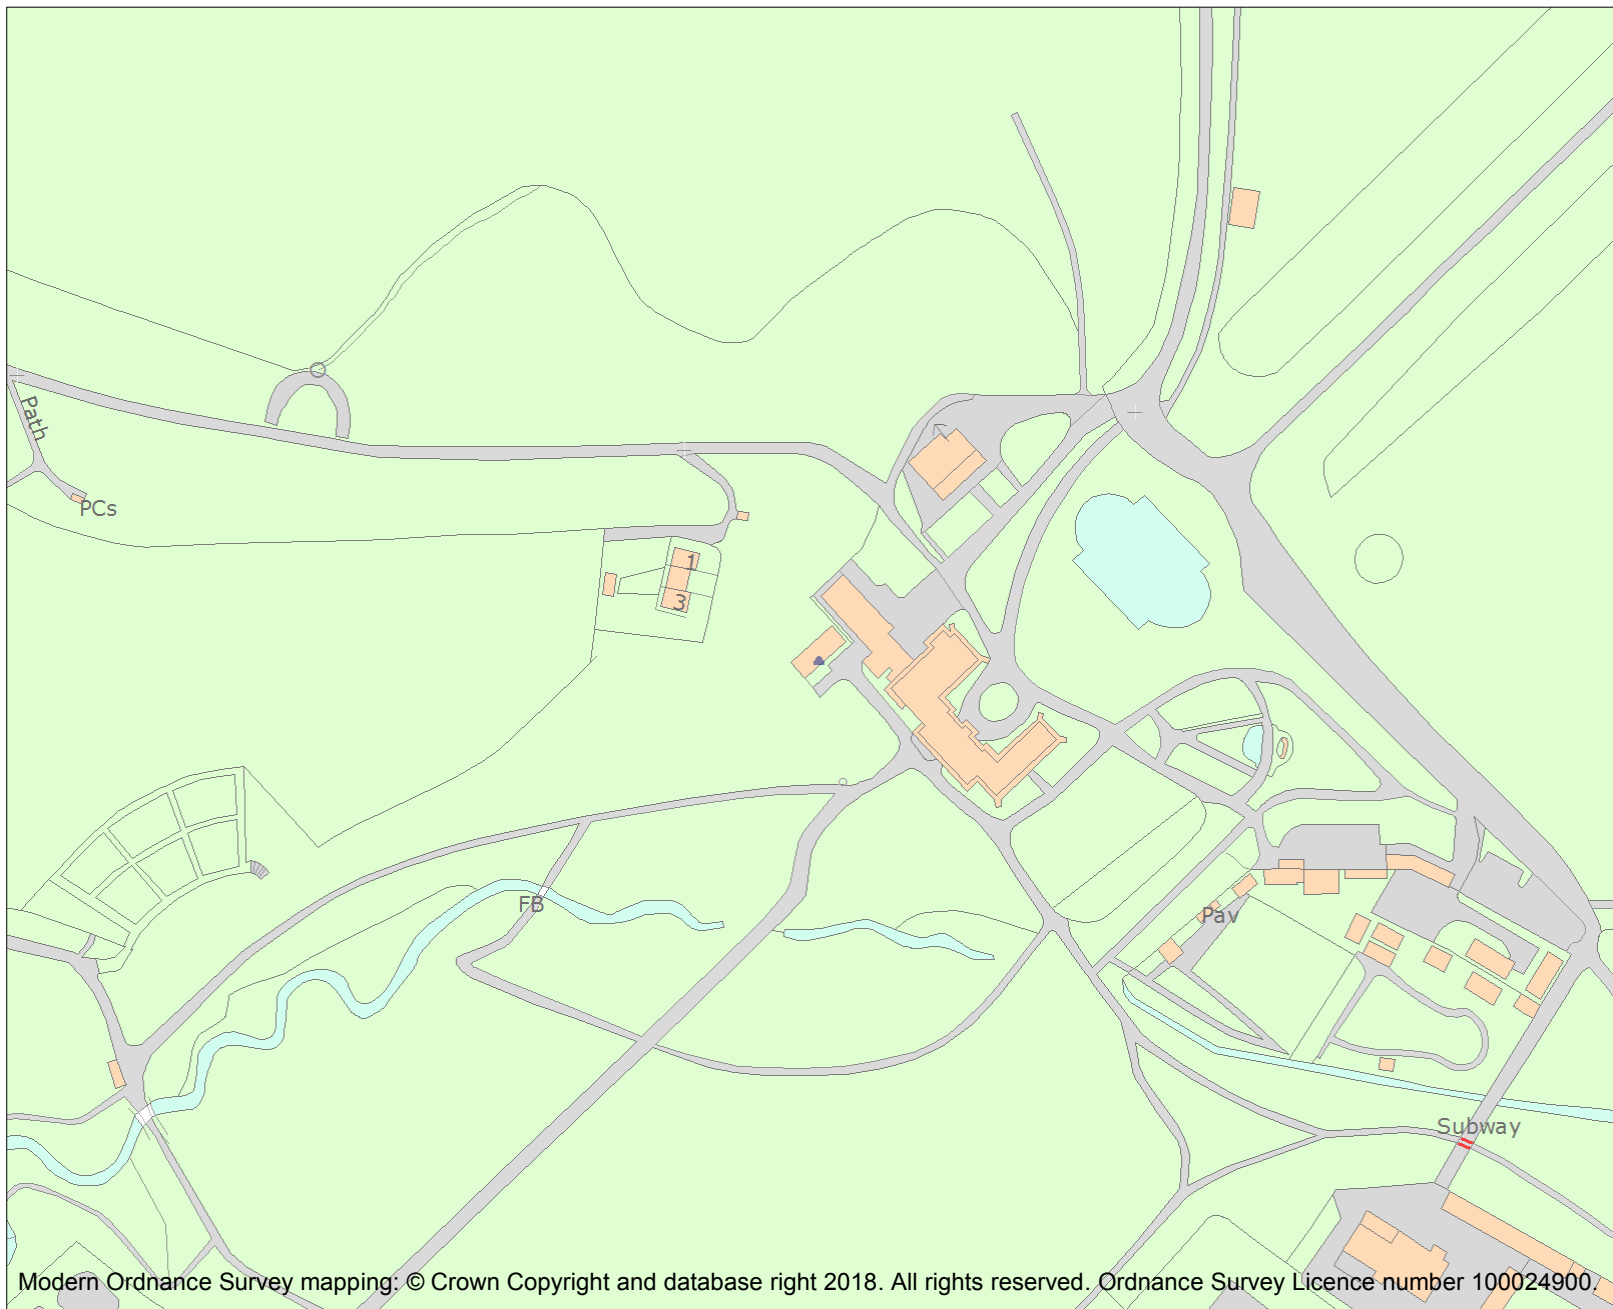 Path
PCs
1
3
FB
Pav
Subway
Modern Ordnance Survey mapping: © Crown Copyright and database right 2018. All rights reserved. Ordnance Survey Licence number 100024900.